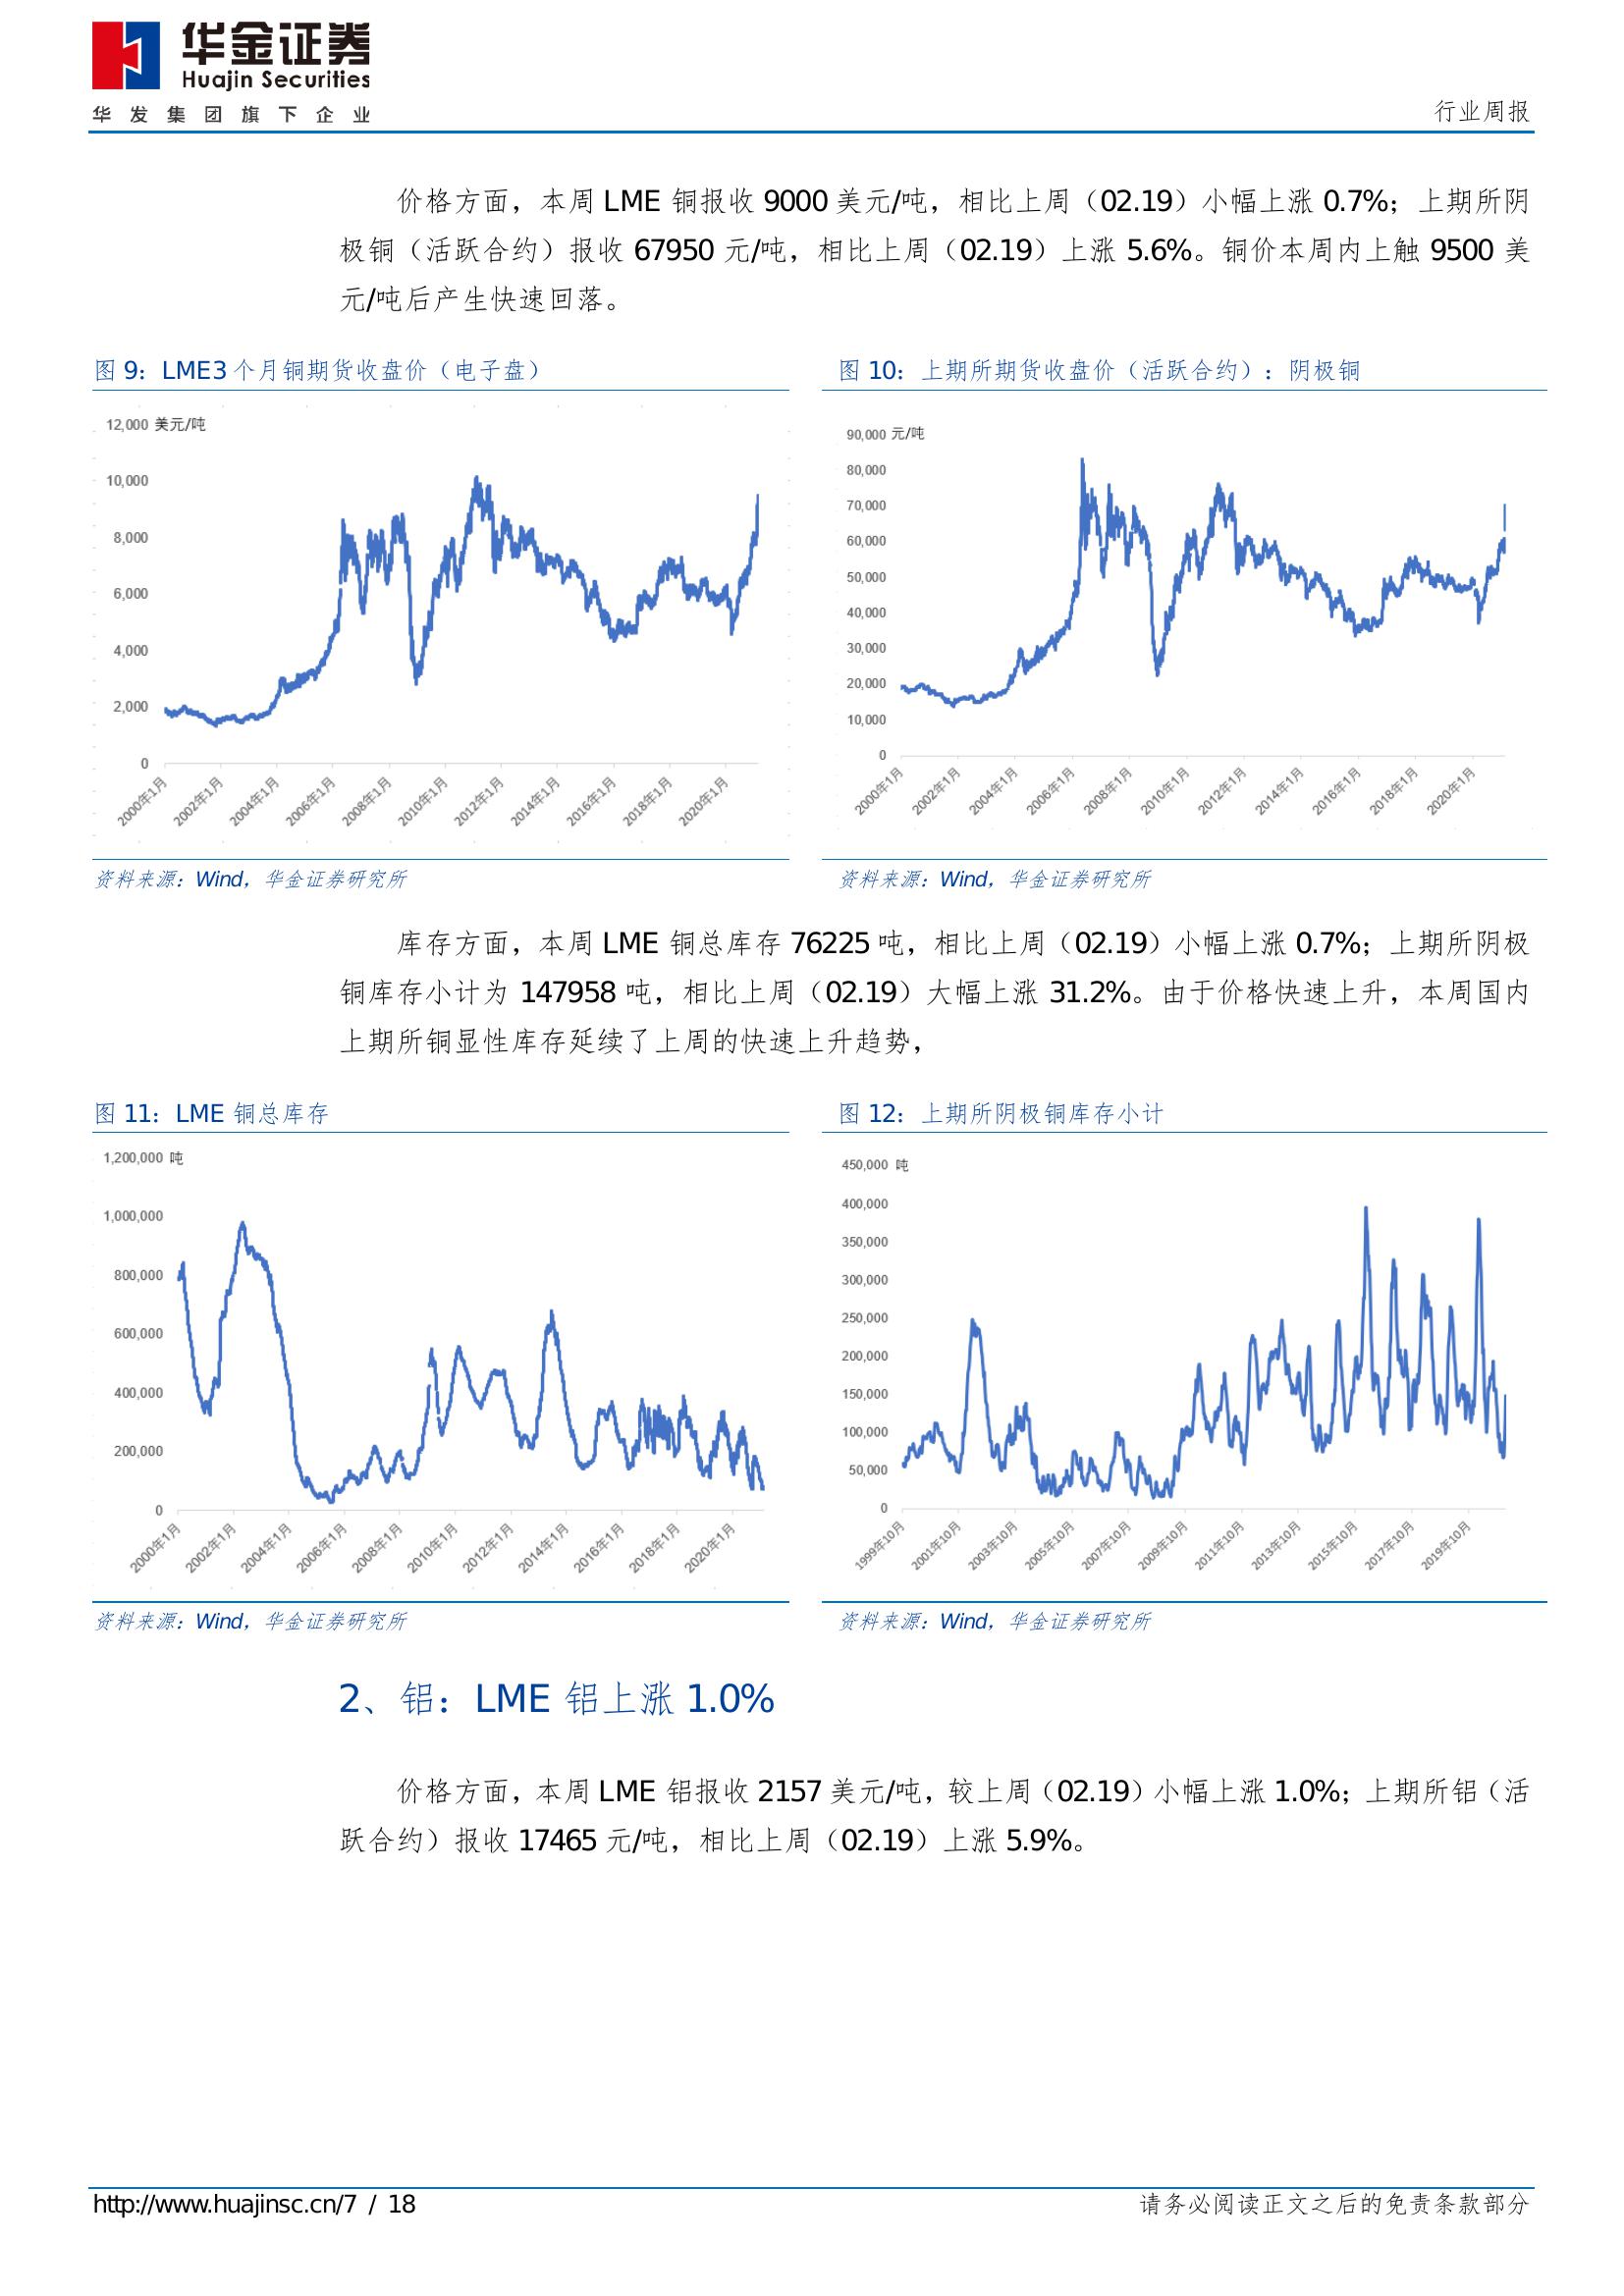 华金证券
Huajin Securities
华发集团旗下企业
行业周报
价格方面，本周 LME 铜报收 9000 美元/吨，相比上周（02.19）小幅上涨 0.7%；上期所阴
极铜（活跃合约）报收 67950 元/吨，相比上周（02.19）上涨 5.6%。铜价本周内上触 9500 美
元/吨后产生快速回落。
图 9：LME3 个月铜期货收盘价（电子盘）
12,000 美元/吨
10,000
8,000
6,000
4,000
2,000
0
2000年1月
2002年1月
2004年1月
2006年1月
2008年1月
2010年1月
2012年1月
2014年1月
2016年1月
2018年1月
2020年1月
资料来源：Wind，华金证券研究所
图 10：上期所期货收盘价（活跃合约）：阴极铜
90,000 元/吨
80,000
70,000
60,000
50,000
40,000
30,000
20,000
10,000
0
2000年1月
2002年1月
2004年1月
2006年1月
2008年1月
2010年1月
2012年1月
2014年1月
2016年1月
2018年1月
2020年1月
资料来源：Wind，华金证券研究所
库存方面，本周 LME 铜总库存 76225 吨，相比上周（02.19）小幅上涨 0.7%；上期所阴极
铜库存小计为 147958 吨，相比上周（02.19）大幅上涨 31.2%。由于价格快速上升，本周国内
上期所铜显性库存延续了上周的快速上升趋势，
图 11：LME 铜总库存
1,200,000 吨
1,000,000
800,000
600,000
400,000
200,000
0
2000年1月
2002年1月
2004年1月
2006年1月
2008年1月
2010年1月
2012年1月
2014年1月
2016年1月
2018年1月
2020年1月
资料来源：Wind，华金证券研究所
图 12：上期所阴极铜库存小计
450,000 吨
400,000
350,000
300,000
250,000
200,000
150,000
100,000
50,000
0
1999年10月
2001年10月
2003年10月
2005年10月
2007年10月
2009年10月
2011年10月
2013年10月
2015年10月
2017年10月
2019年10月
资料来源：Wind，华金证券研究所
2、铝：LME 铝上涨 1.0%
价格方面，本周 LME 铝报收 2157 美元/吨，较上周（02.19）小幅上涨 1.0%；上期所铝（活
跃合约）报收 17465 元/吨，相比上周（02.19）上涨 5.9%。
http://www.huajinsc.cn/7 / 18
请务必阅读正文之后的免责条款部分